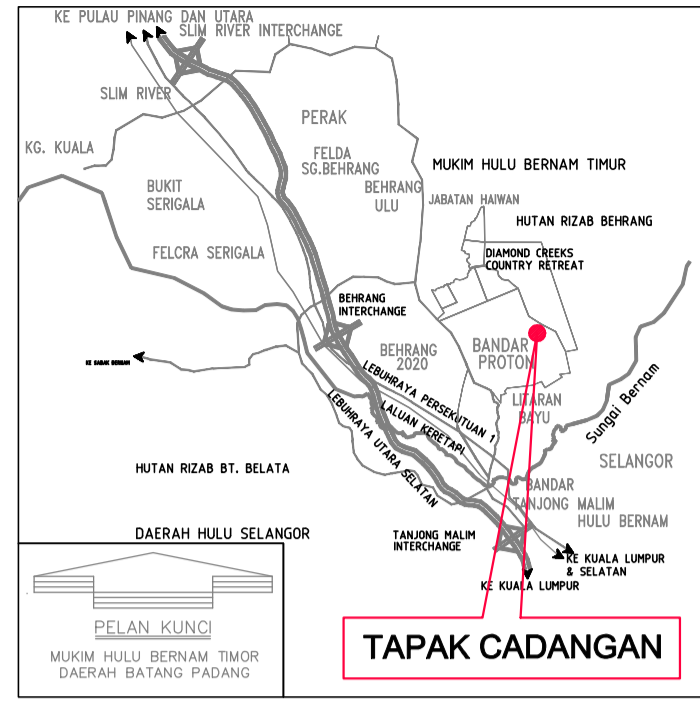 KE PULAU PINANG DAN UTARA
SLIM RIVER INTERCHANGE
SLIM RIVER
PERAK
KG. KUALA
FELDA
SG.BEHRANG
MUKIM HULU BERNAM TIMUR
BUKIT
SERIGALA
BEHRANG
ULU
JABATAN HAIWAN
HUTAN RIZAB BEHRANG
FELCRA SERIGALA
DIAMOND CREEKS
COUNTRY RETREAT
BEHRANG
INTERCHANGE
BEHRANG
2020
BANDAR
PROTON
KE SABAK BERNAM
LEBUHRAYA PERSEKUTUAN 1
LALUAN KERETAPI
LEBUHRAYA UTARA SELATAN
LITARAN
BAYU
Sungai Bernam
SELANGOR
HUTAN RIZAB BT. BELATA
BANDAR
TANJONG MALIM
HULU BERNAM
DAERAH HULU SELANGOR
TANJONG MALIM
INTERCHANGE
KE KUALA LUMPUR
& SELATAN
KE KUALA LUMPUR
PELAN KUNCI
MUKIM HULU BERNAM TIMOR
DAERAH BATANG PADANG
TAPAK CADANGAN